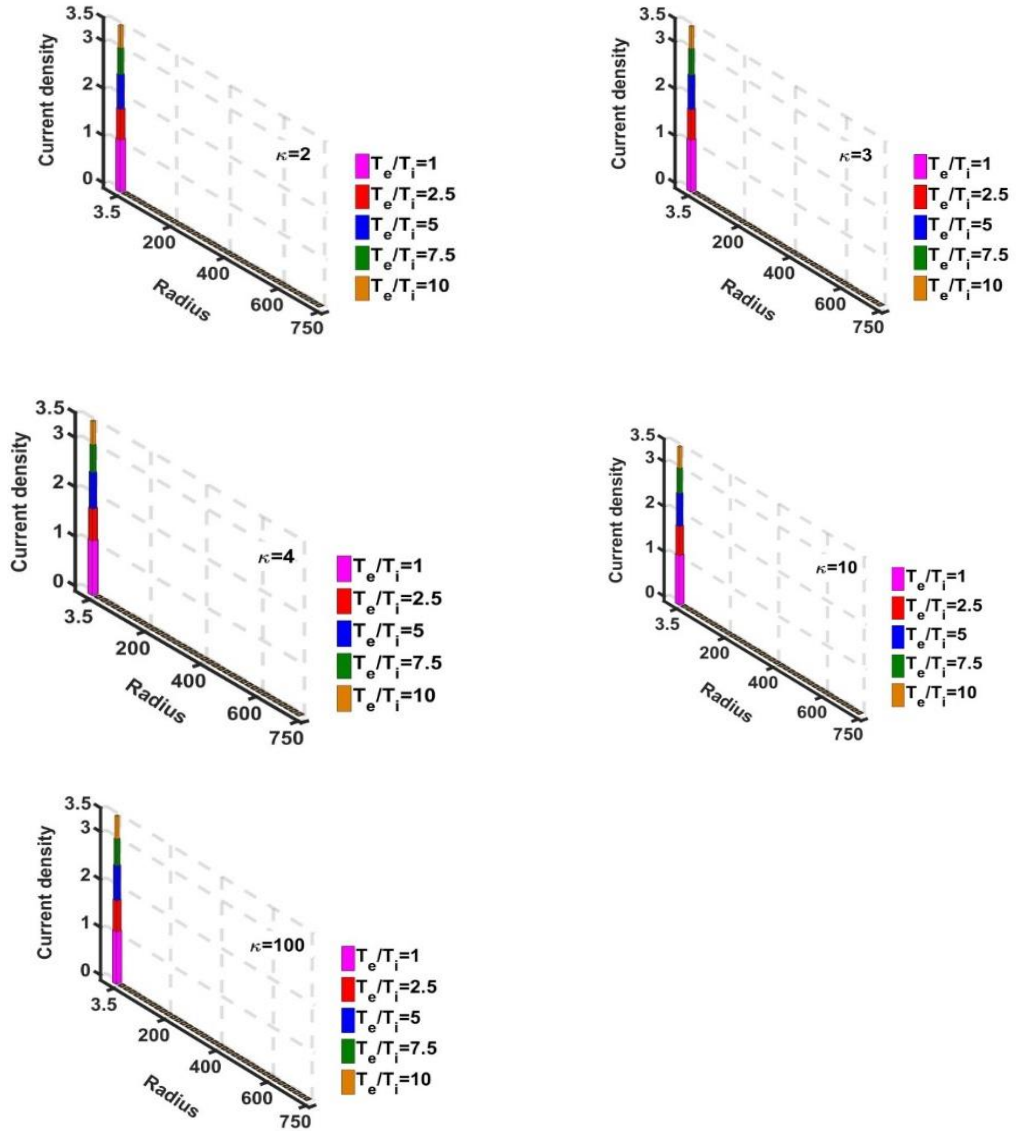 3.5
3
2
1
0
Current density
κ=2
3.5
200
400
600
750
Radius
Te/Ti=1
Te/Ti=2.5
Te/Ti=5
Te/Ti=7.5
Te/Ti=10
3.5
3
2
1
0
Current density
κ=3
3.5
200
400
600
750
Radius
Te/Ti=1
Te/Ti=2.5
Te/Ti=5
Te/Ti=7.5
Te/Ti=10
3.5
3
2
1
0
Current density
κ=4
3.5
200
400
600
750
Radius
Te/Ti=1
Te/Ti=2.5
Te/Ti=5
Te/Ti=7.5
Te/Ti=10
3.5
3
2
1
0
Current density
κ=10
3.5
200
400
600
750
Radius
Te/Ti=1
Te/Ti=2.5
Te/Ti=5
Te/Ti=7.5
Te/Ti=10
3.5
3
2
1
0
Current density
κ=100
3.5
200
400
600
750
Radius
Te/Ti=1
Te/Ti=2.5
Te/Ti=5
Te/Ti=7.5
Te/Ti=10